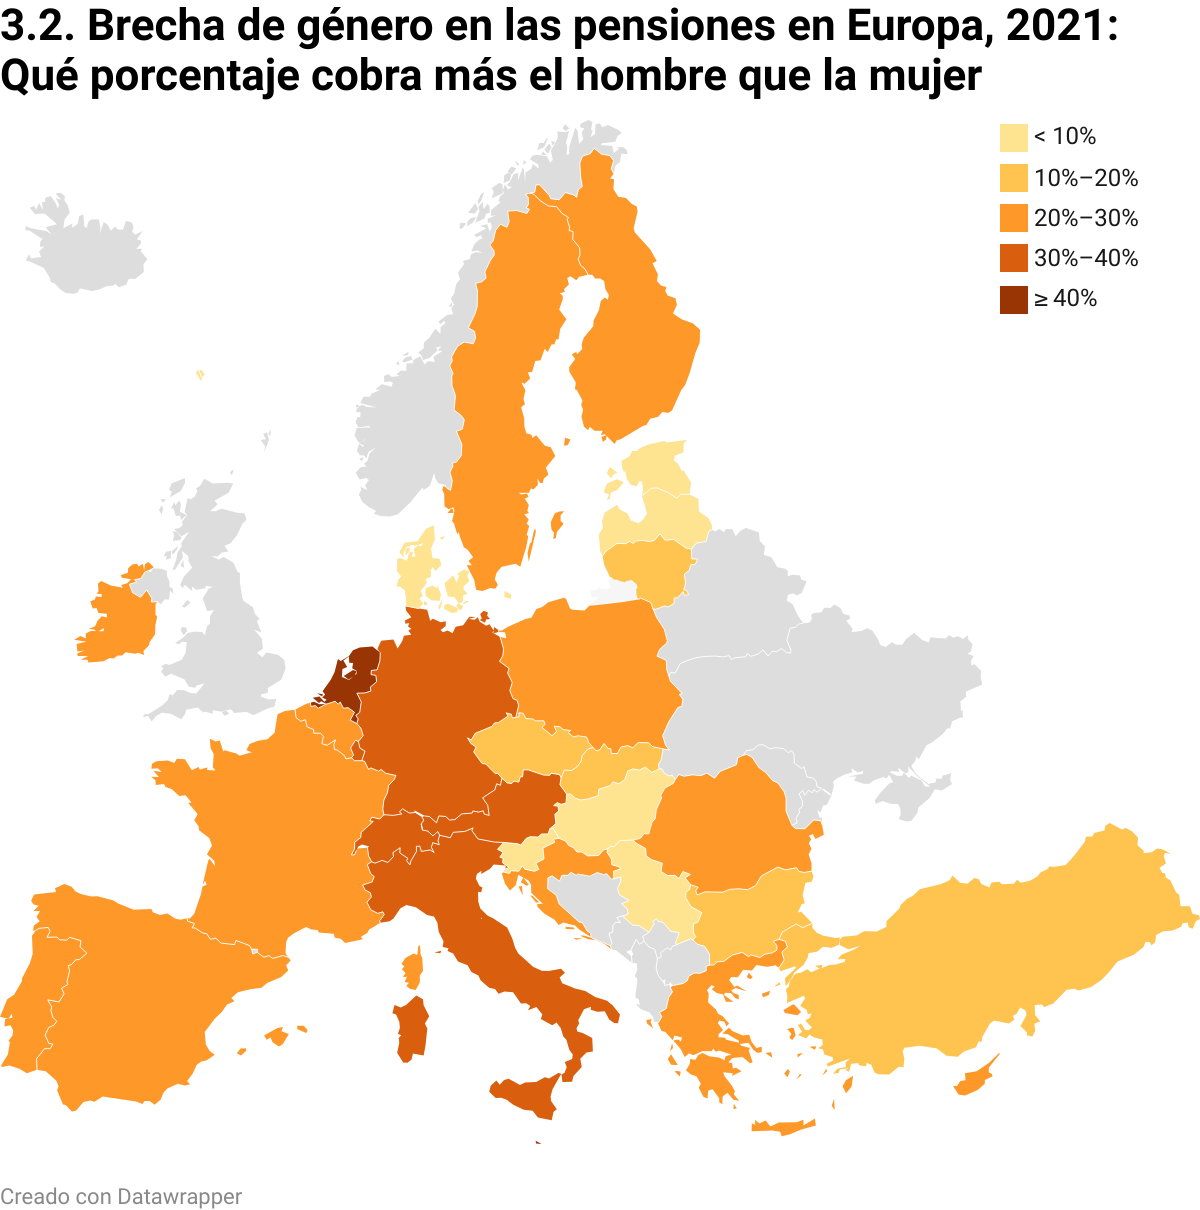 3.2. Brecha de género en las pensiones en Europa, 2021:
Qué porcentaje cobra más el hombre que la mujer
< 10%
10%–20%
20%–30%
30%–40%
≥ 40%
Creado con Datawrapper